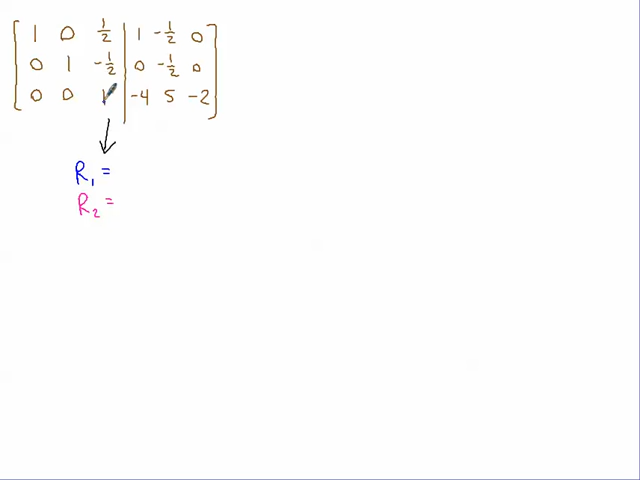 1 0 1/2 | 1 -1/2 0
0 1 -1/2 | 0 -1/2 0
0 0 1 | -4 5 -2
R₁ =
R₂ =